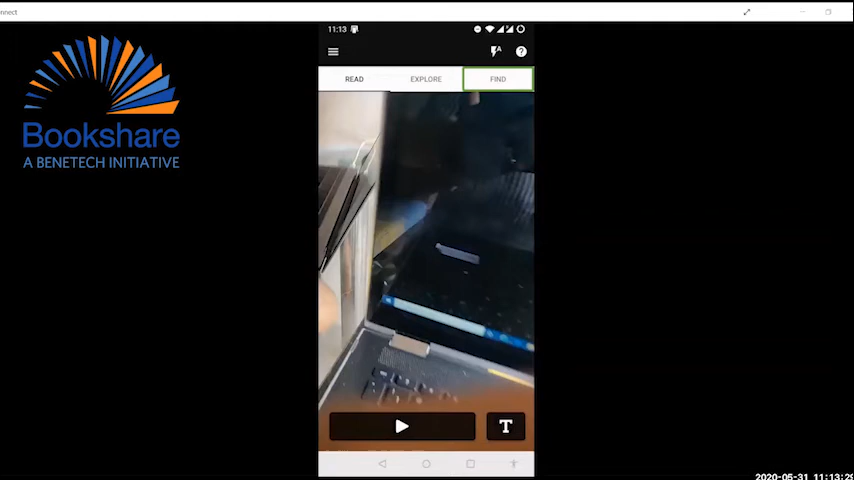 nnect
11:13
READ EXPLORE FIND
Bookshare
A BENETECH INITIATIVE
T
2020-05-31 11:13:29